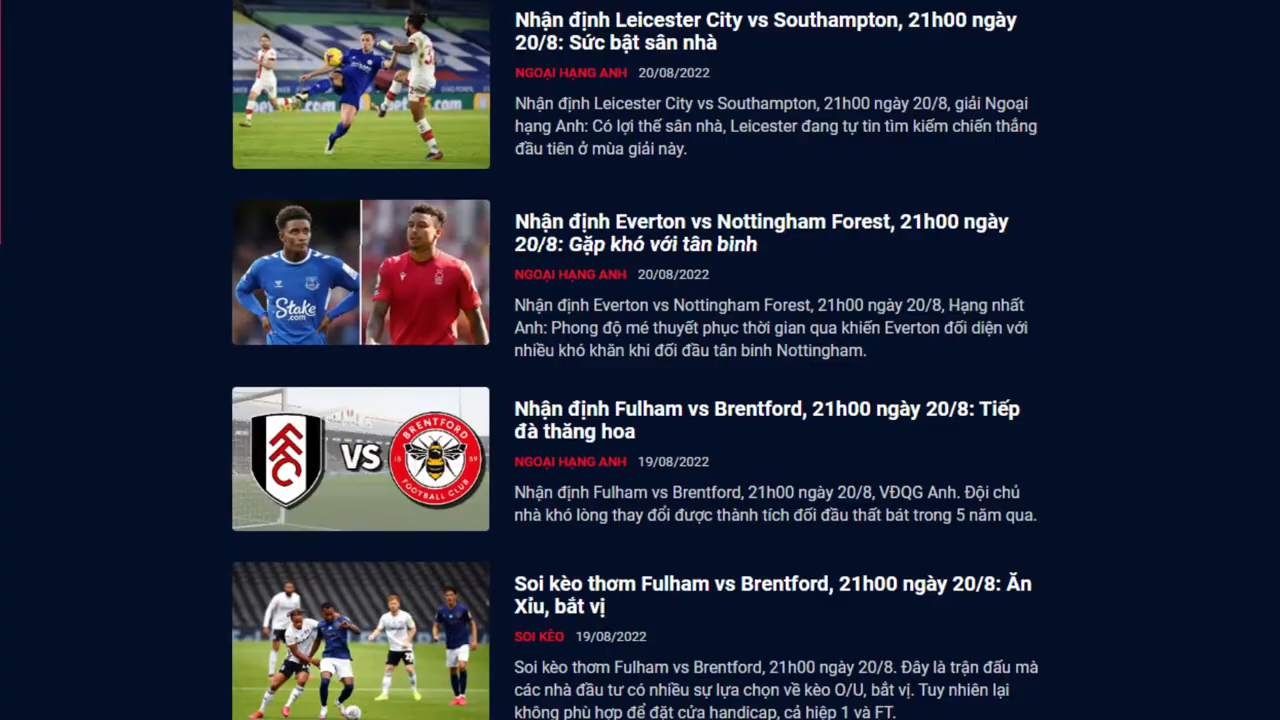 Nhận định Leicester City vs Southampton, 21h00 ngày
20/8: Sức bật sân nhà
NGOẠI HẠNG ANH 20/08/2022
Nhận định Leicester City vs Southampton, 21h00 ngày 20/8, giải Ngoại
hạng Anh: Có lợi thế sân nhà, Leicester đang tự tin tìm kiếm chiến thắng
đầu tiên ở mùa giải này.
Nhận định Everton vs Nottingham Forest, 21h00 ngày
20/8: Gặp khó với tân binh
NGOẠI HẠNG ANH 20/08/2022
Stake
.com
Nhận định Everton vs Nottingham Forest, 21h00 ngày 20/8, Hạng nhất
Anh: Phong độ mé thuyết phục thời gian qua khiến Everton đối diện với
nhiều khó khăn khi đối đầu tân binh Nottingham.
Nhận định Fulham vs Brentford, 21h00 ngày 20/8: Tiếp
đà thăng hoa
NGOẠI HẠNG ANH 19/08/2022
FFC
VS
BRENTFORD
18 89
FOOTBALL CLUB
Nhận định Fulham vs Brentford, 21h00 ngày 20/8, VĐQG Anh. Đội chủ
nhà khó lòng thay đổi được thành tích đối đầu thất bát trong 5 năm qua.
Soi kèo thơm Fulham vs Brentford, 21h00 ngày 20/8: Ăn
Xỉu, bắt vị
SOI KÈO 19/08/2022
Soi kèo thơm Fulham vs Brentford, 21h00 ngày 20/8. Đây là trận đấu mà
các nhà đầu tư có nhiều sự lựa chọn về kèo O/U, bắt vị. Tuy nhiên lại
không phù hợp để đặt cửa handicap, cả hiệp 1 và FT.